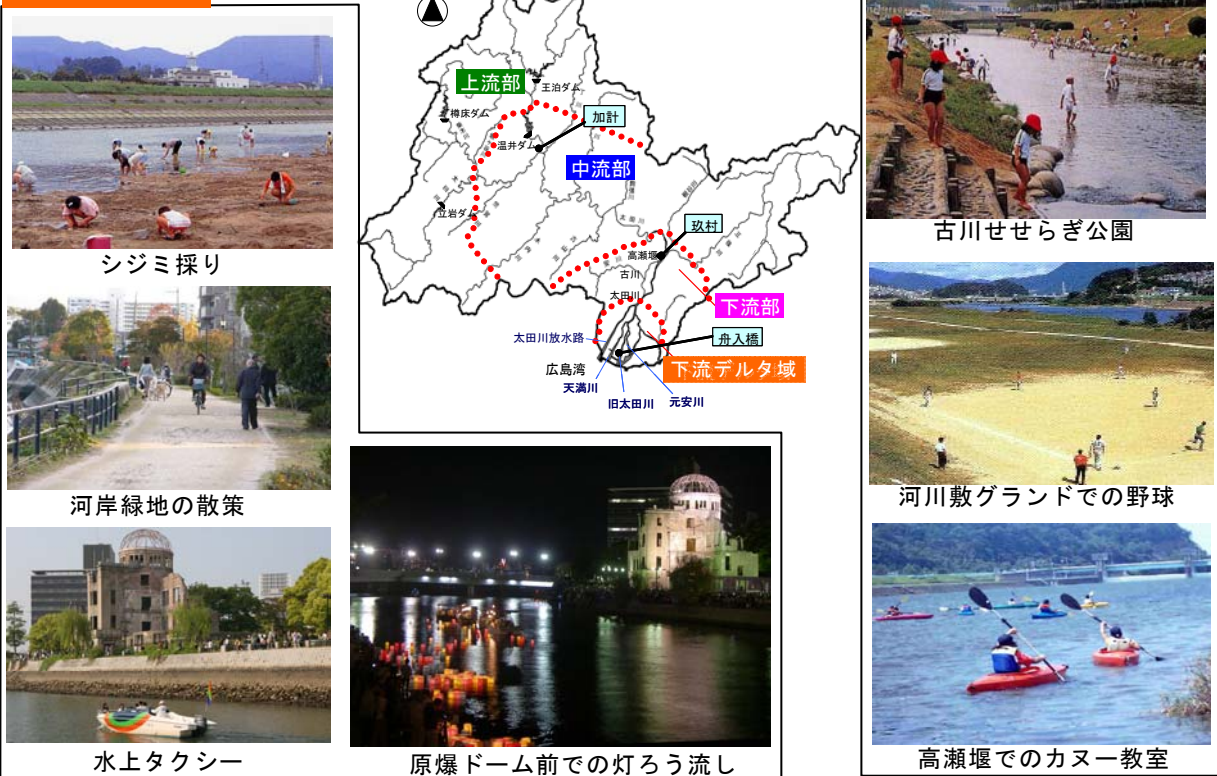 シジミ採り
河岸緑地の散策
水上タクシー
原爆ドーム前での灯ろう流し
上流部
王泊ダム
樽床ダム
加計
温井ダム
中流部
立岩ダム
玖村
高瀬堰
古川
太田川
下流部
太田川放水路
舟入橋
広島湾
下流デルタ域
天満川
旧太田川
元安川
古川せせらぎ公園
河川敷グランドでの野球
高瀬堰でのカヌー教室